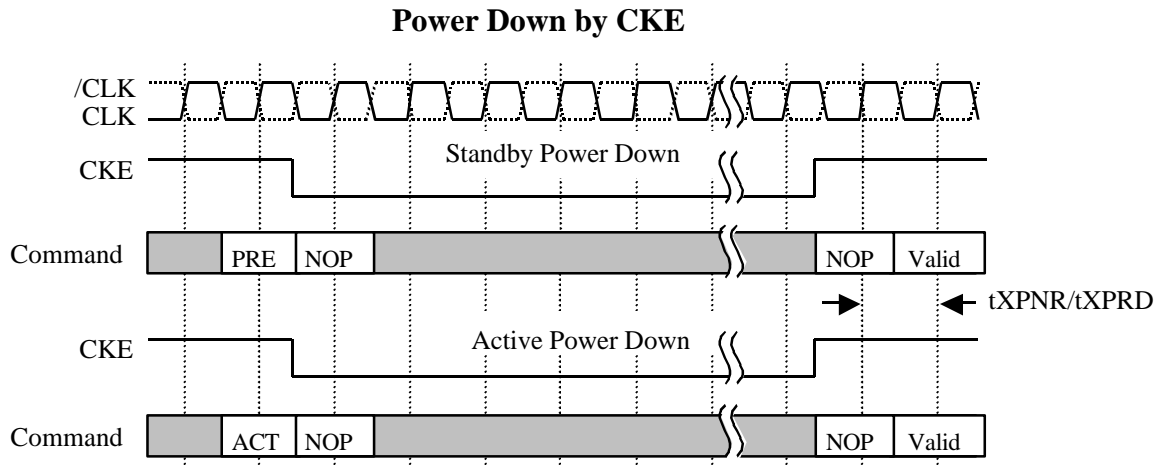 Power Down by CKE
/CLK
CLK
Standby Power Down
CKE
Command
PRE NOP NOP Valid
tXPNR/tXPRD
Active Power Down
CKE
Command
ACT NOP NOP Valid